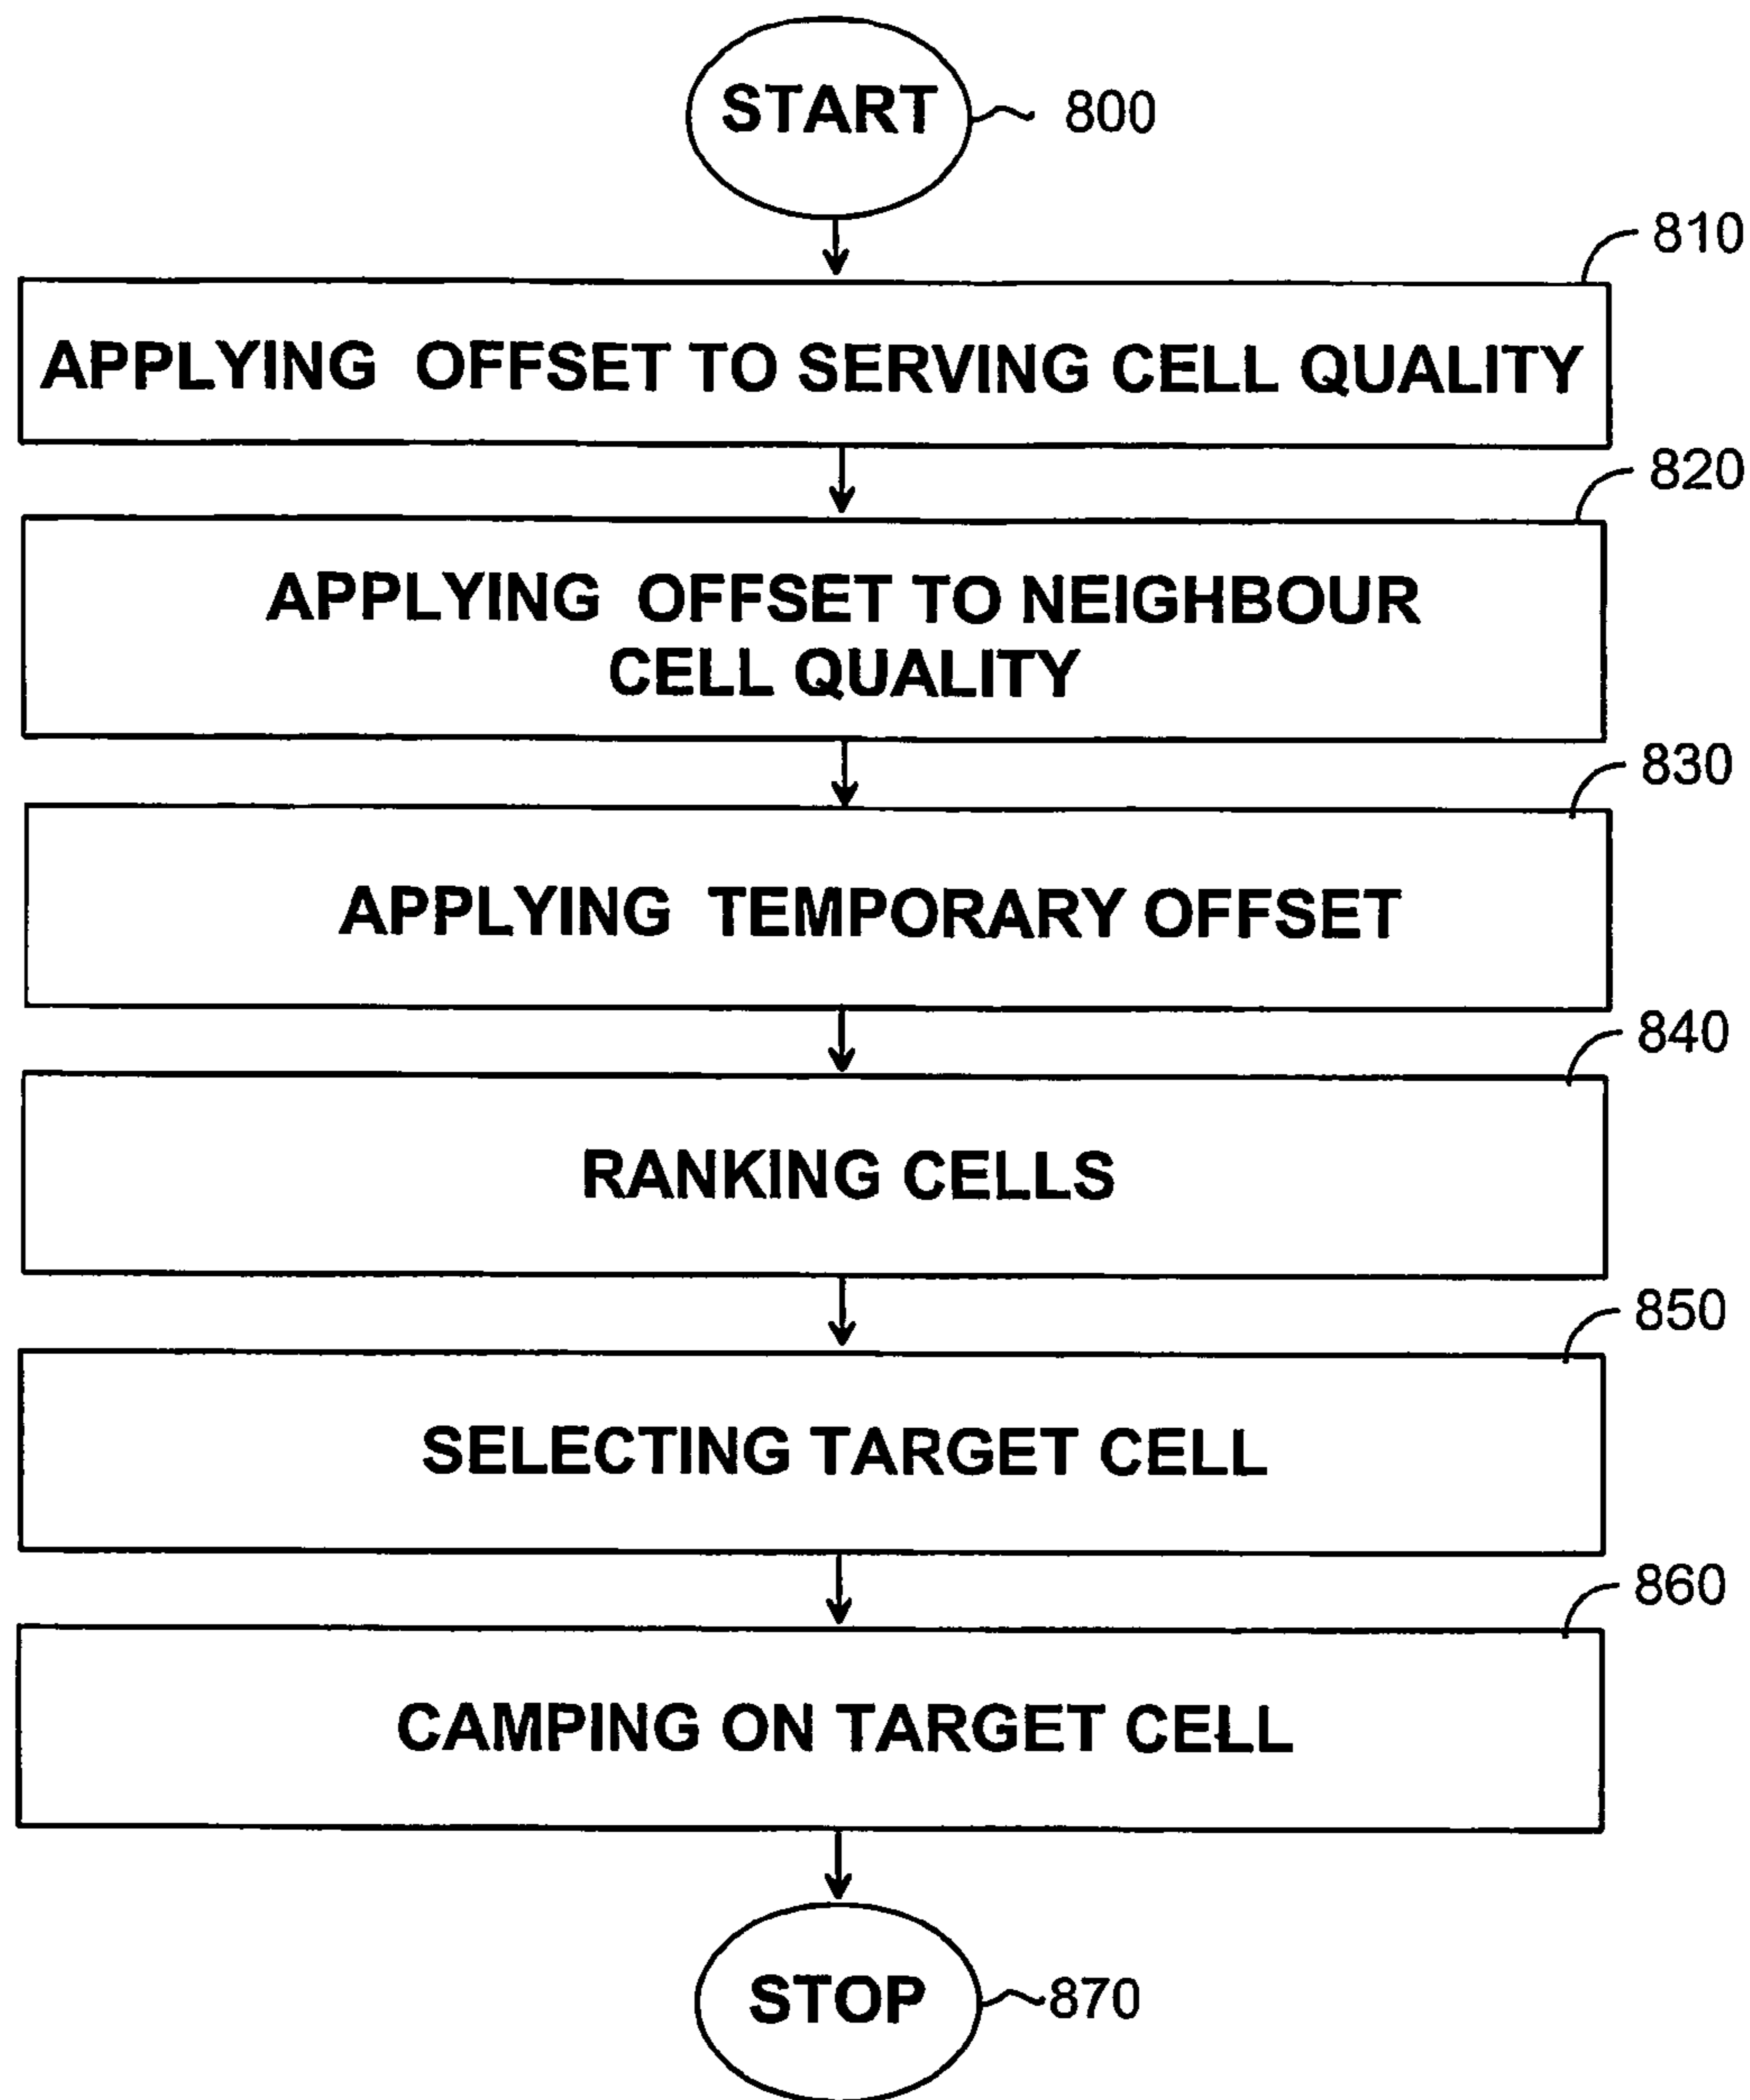 START
800
810
APPLYING OFFSET TO SERVING CELL QUALITY
820
APPLYING OFFSET TO NEIGHBOUR
CELL QUALITY
830
APPLYING TEMPORARY OFFSET
840
RANKING CELLS
850
SELECTING TARGET CELL
860
CAMPING ON TARGET CELL
STOP
870